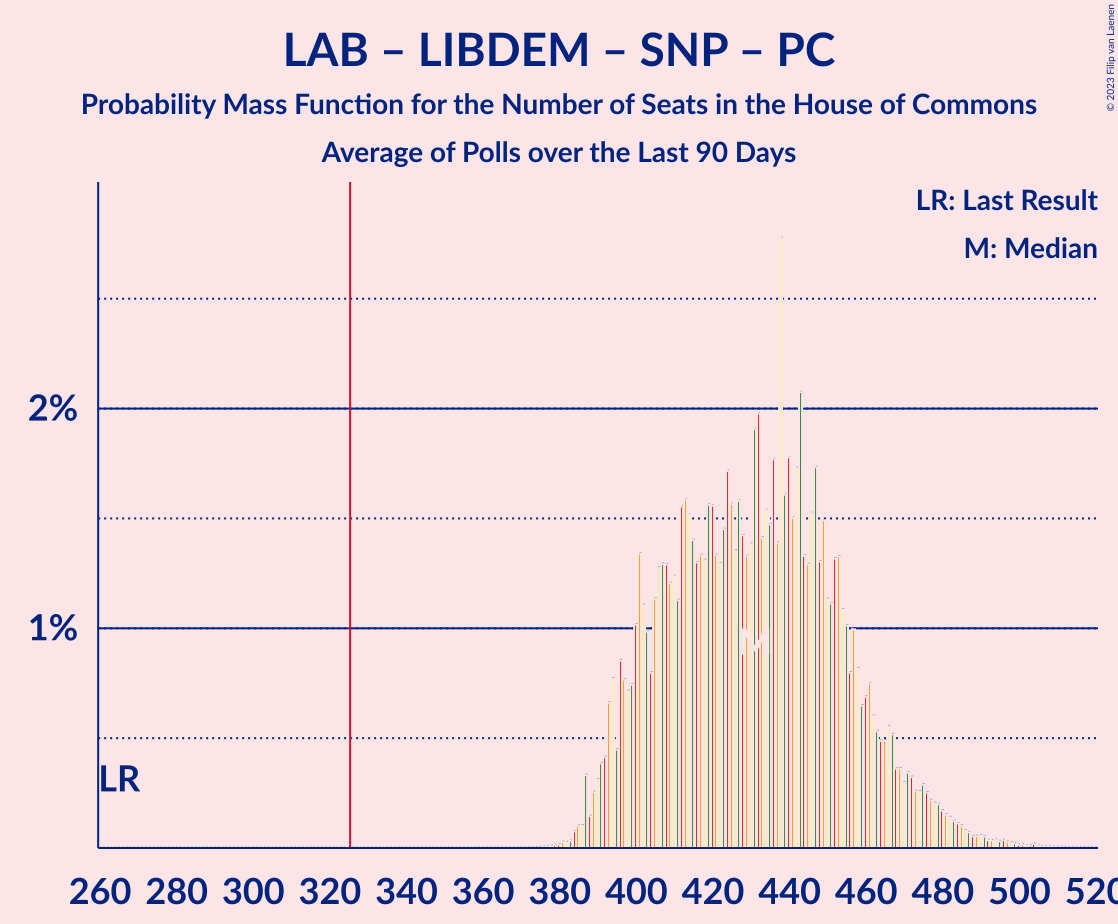 LAB – LIBDEM – SNP – PC
Probability Mass Function for the Number of Seats in the House of Commons
Average of Polls over the Last 90 Days
© 2023 Filip van Laenen
LR: Last Result
M: Median
2%
1%
M
LR
260 280 300 320 340 360 380 400 420 440 460 480 500 520